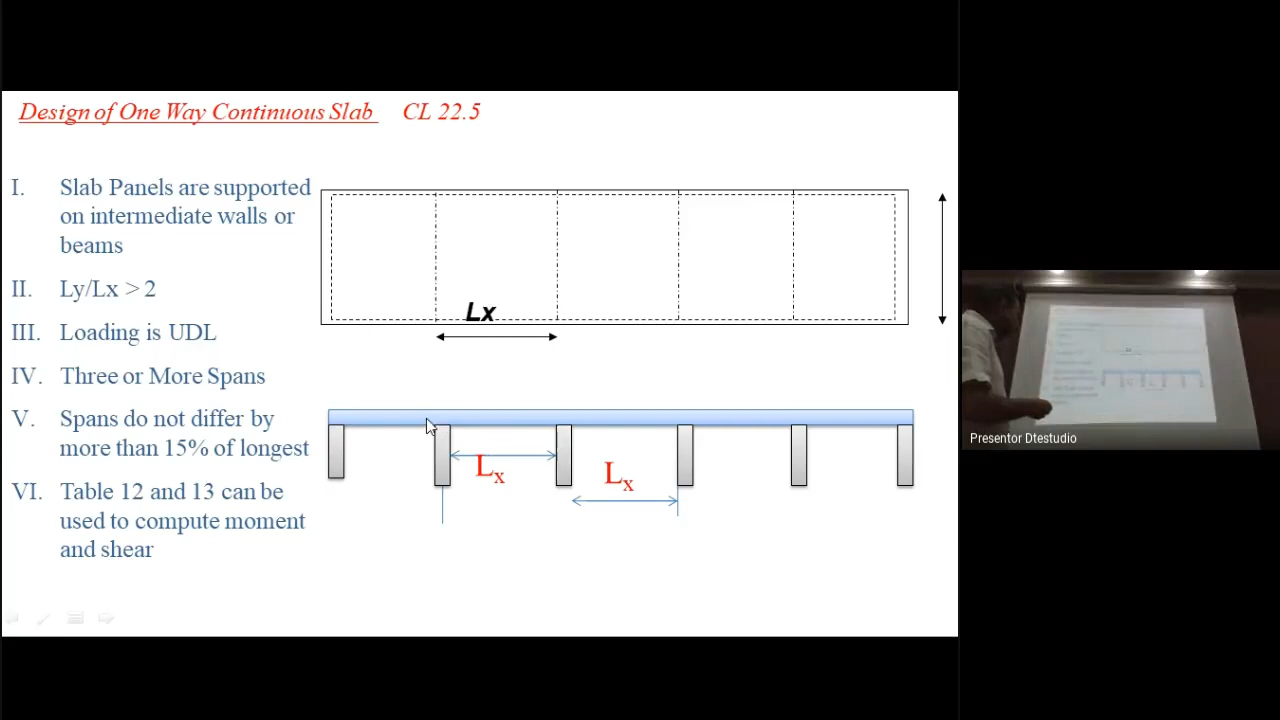 Design of One Way Continuous Slab CL 22.5
I. Slab Panels are supported
on intermediate walls or
beams
II. Ly/Lx > 2
III. Loading is UDL
IV. Three or More Spans
V. Spans do not differ by
more than 15% of longest
VI. Table 12 and 13 can be
used to compute moment
and shear
Lx
Lx
Lx
Presentor Dtestudio